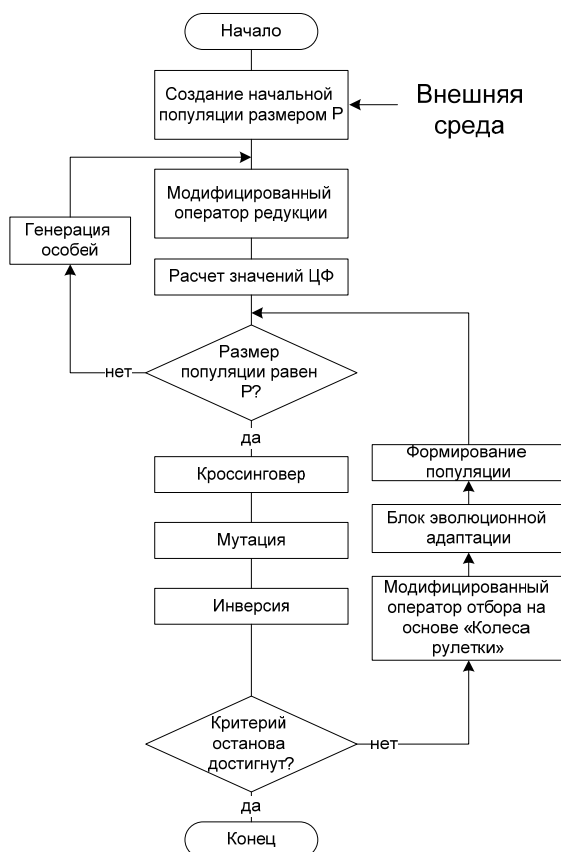 Начало
Создание начальной
популяции размером P
Внешняя
среда
Модифицированный
оператор редукции
Генерация
особей
Расчет значений ЦФ
Размер
популяции равен
P?
нет
да
Кроссинговер
Мутация
Инверсия
Формирование
популяции
Блок эволюционной
адаптации
Модифицированный
оператор отбора на
основе «Колеса
рулетки»
Критерий
останова
достигнут?
нет
да
Конец